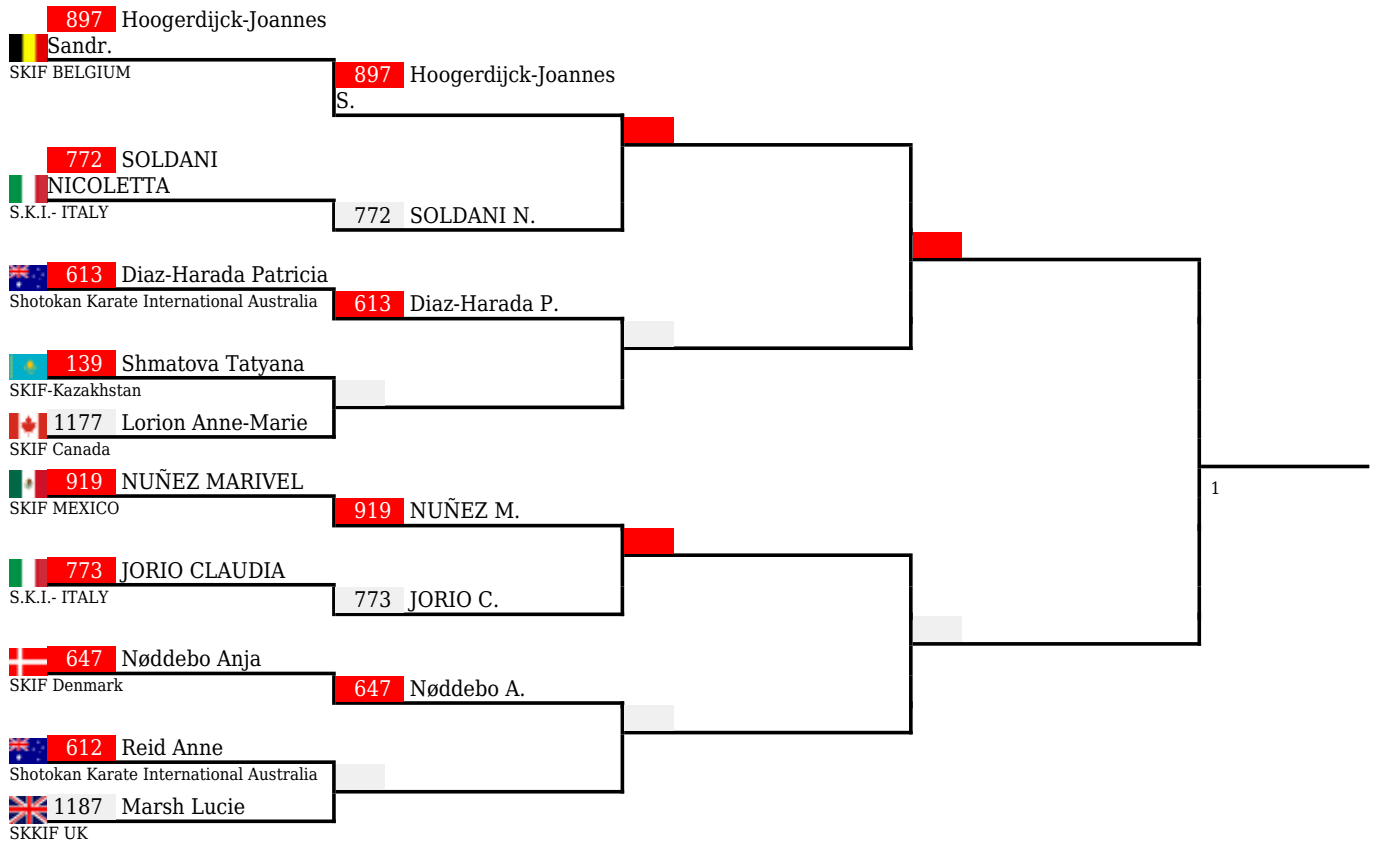 897 Hoogerdijck-Joannes
Sandr.
SKIF BELGIUM
897 Hoogerdijck-Joannes
S.
772 SOLDANI
NICOLETTA
S.K.I.- ITALY
772 SOLDANI N.
613 Diaz-Harada Patricia
Shotokan Karate International Australia
613 Diaz-Harada P.
139 Shmatova Tatyana
SKIF-Kazakhstan
1177 Lorion Anne-Marie
SKIF Canada
919 NUÑEZ MARIVEL
SKIF MEXICO
919 NUÑEZ M.
1
773 JORIO CLAUDIA
S.K.I.- ITALY
773 JORIO C.
647 Nøddebo Anja
SKIF Denmark
647 Nøddebo A.
612 Reid Anne
Shotokan Karate International Australia
1187 Marsh Lucie
SKKIF UK